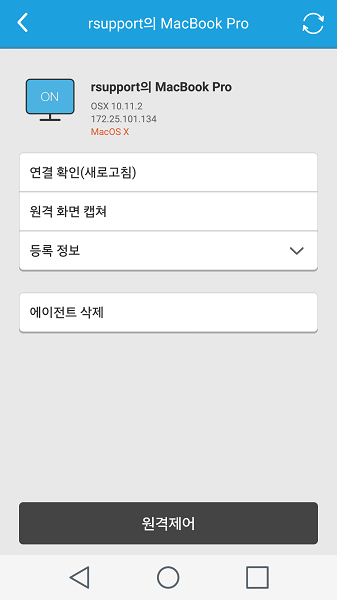 rsupport의 MacBook Pro
ON
rsupport의 MacBook Pro
OSX 10.11.2
172.25.101.134
MacOS X
연결 확인(새로고침)
원격 화면 캡쳐
등록 정보
에이전트 삭제
원격제어